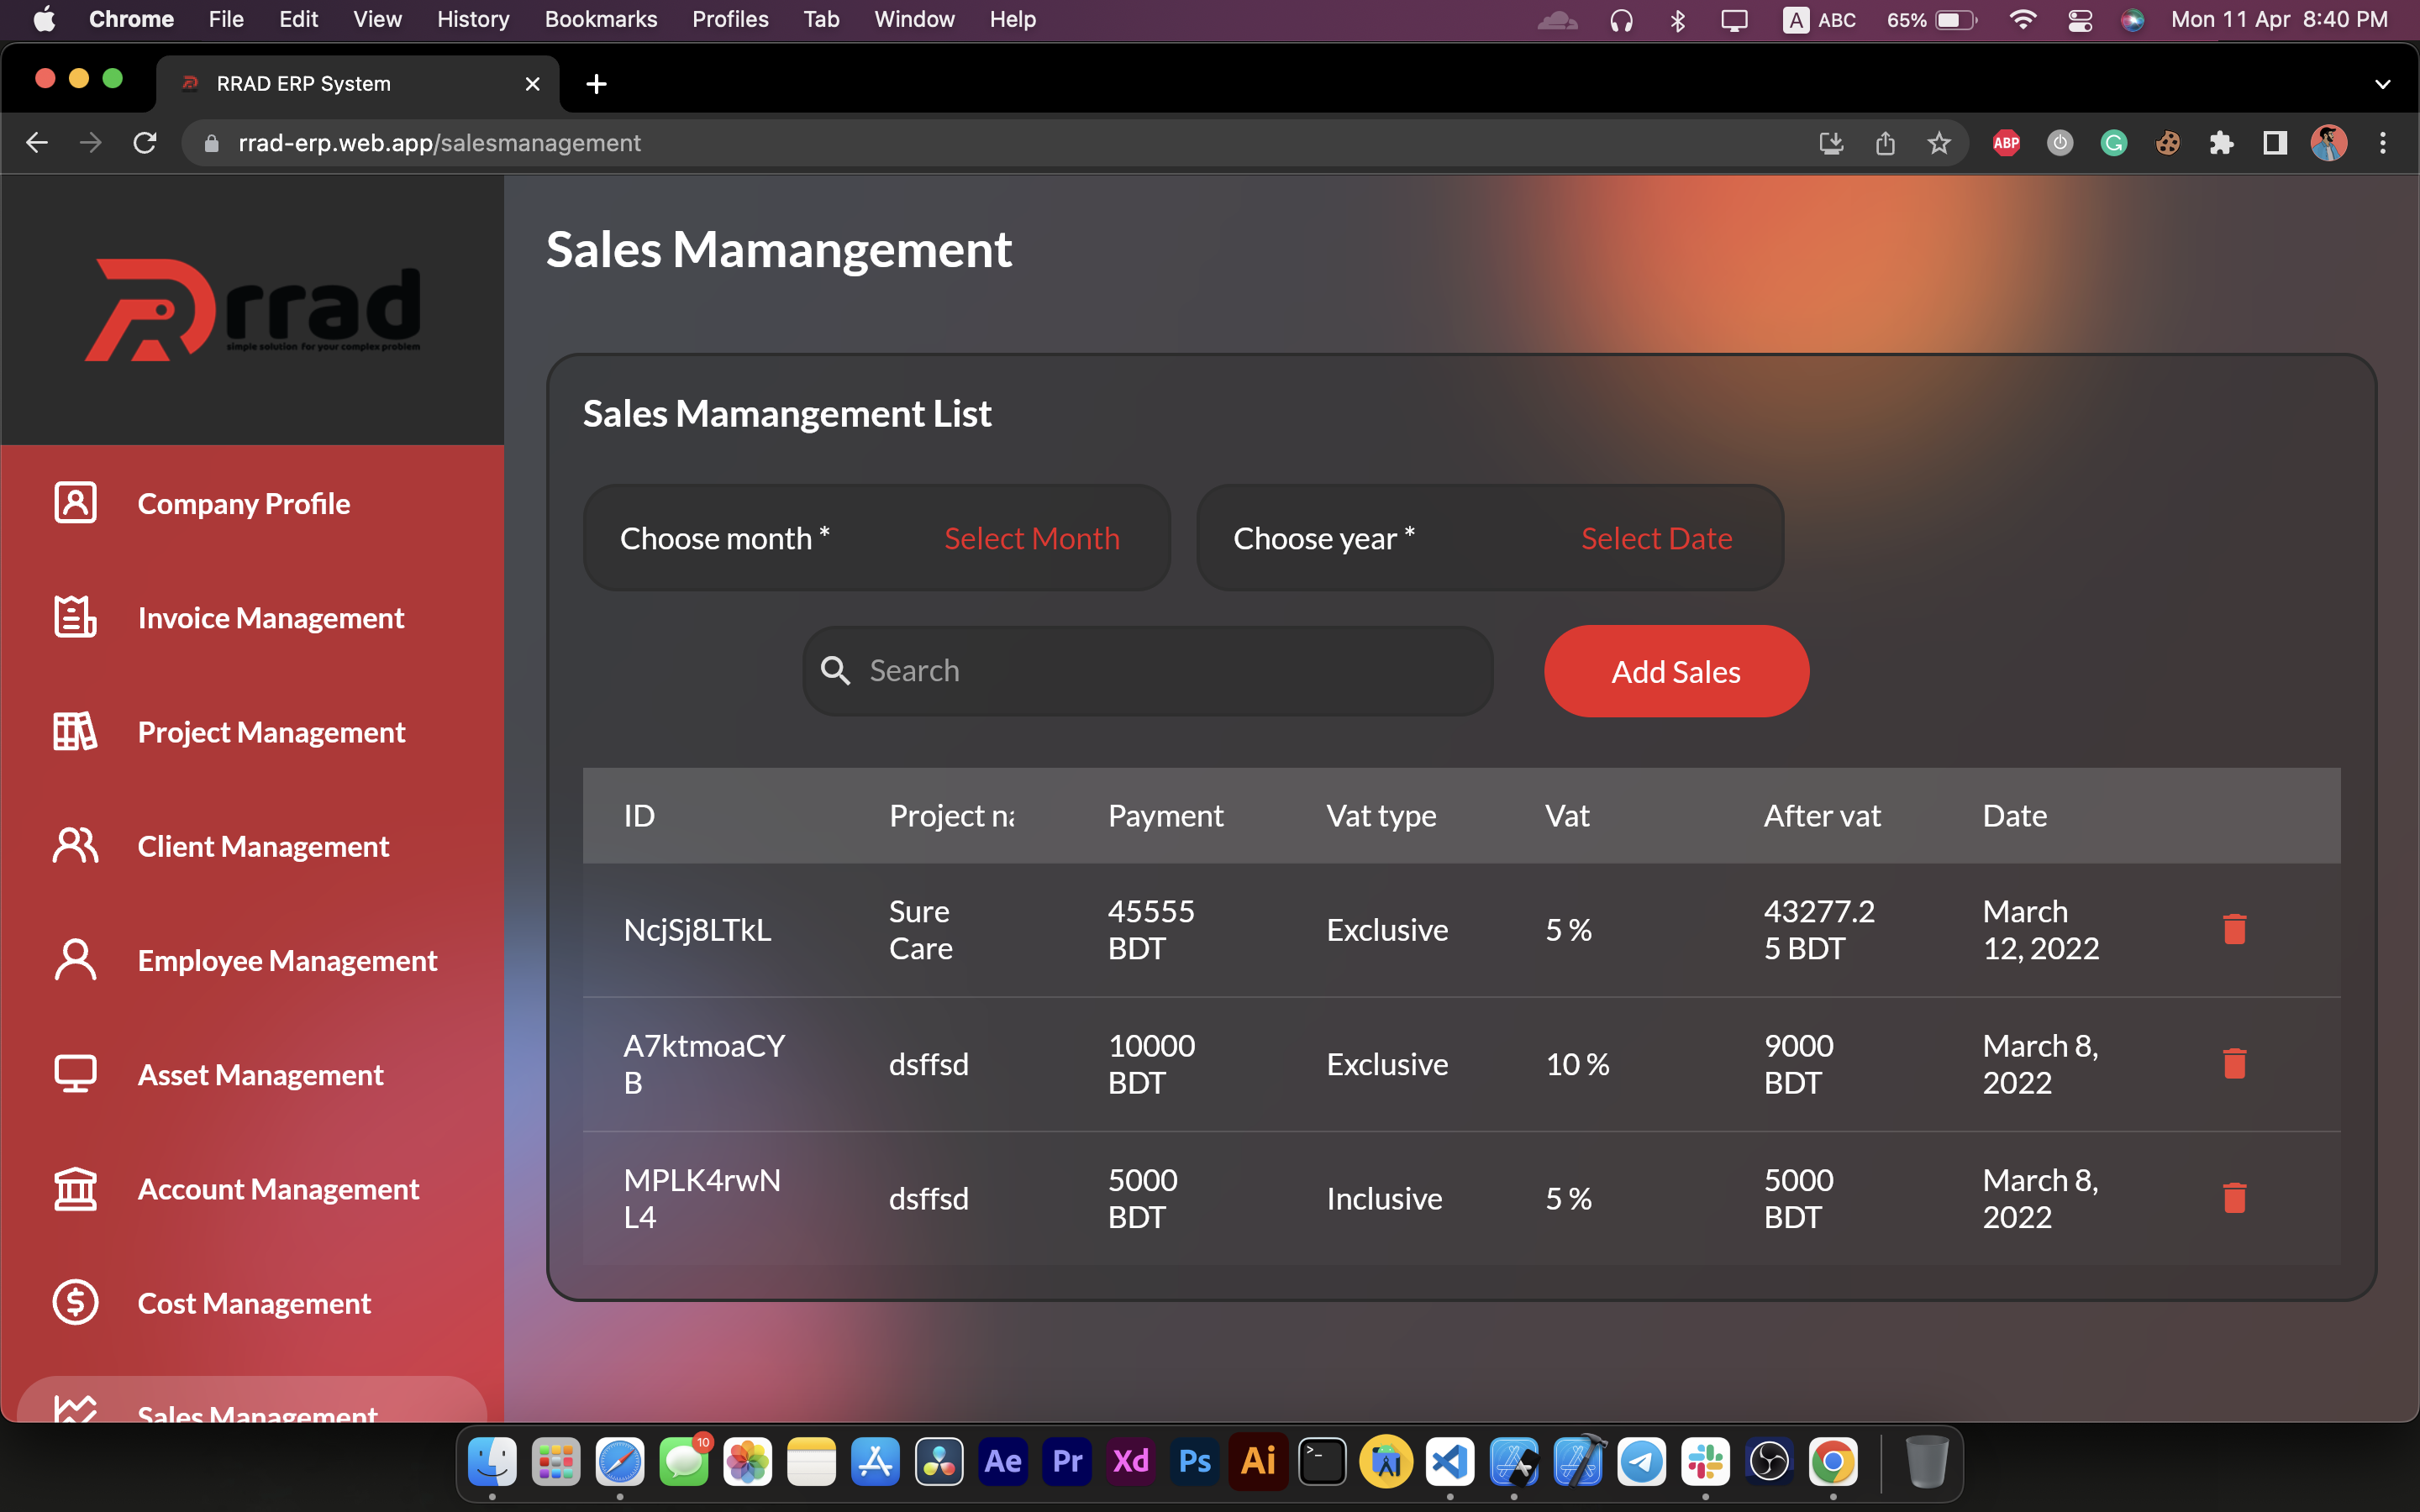 Chrome File Edit View History Bookmarks Profiles Tab Window Help A ABC 65% Mon 11 Apr 8:40 PM
RRAD ERP System
rrad-erp.web.app/salesmanagement
ABP
rrad
simple solution for your complex problem
Company Profile
Invoice Management
Project Management
Client Management
Employee Management
Asset Management
Account Management
Cost Management
Sales Management
Sales Mamangement
Sales Mamangement List
Choose month * Select Month Choose year * Select Date
Search Add Sales
ID Project na Payment Vat type Vat After vat Date
NcjSj8LTkL Sure Care 45555 BDT Exclusive 5 % 43277.2 5 BDT March 12, 2022
A7ktmoaCY B dsffsd 10000 BDT Exclusive 10 % 9000 BDT March 8, 2022
MPLK4rwN L4 dsffsd 5000 BDT Inclusive 5 % 5000 BDT March 8, 2022
10 Ae Pr Xd Ps Ai